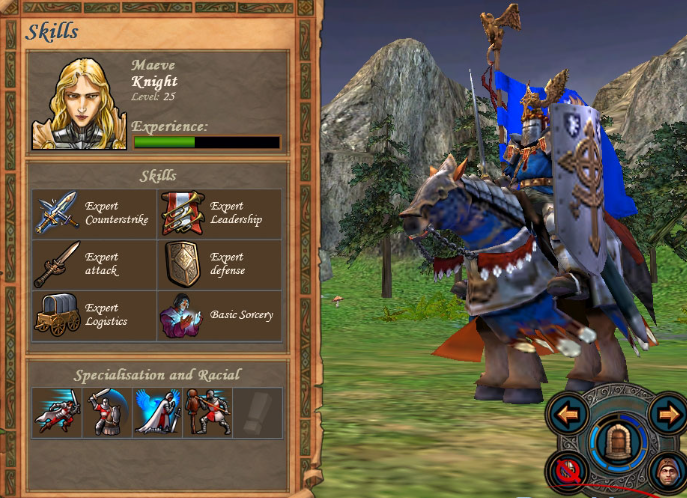 Skills
Maeve
Knight
Level: 25
Experience:
Skills
Expert
Counterstrike
Expert
Leadership
Expert
attack
Expert
defense
Expert
Logistics
Basic Sorcery
Specialisation and Racial